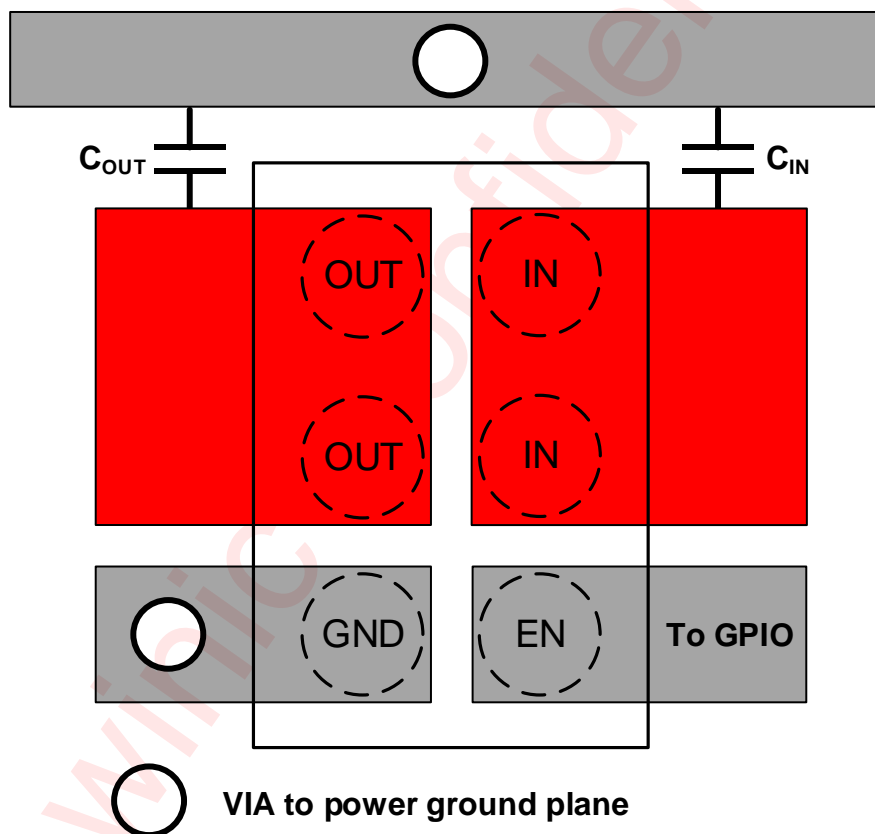 COUT
CIN
OUT
IN
OUT
IN
GND
EN
To GPIO
VIA to power ground plane